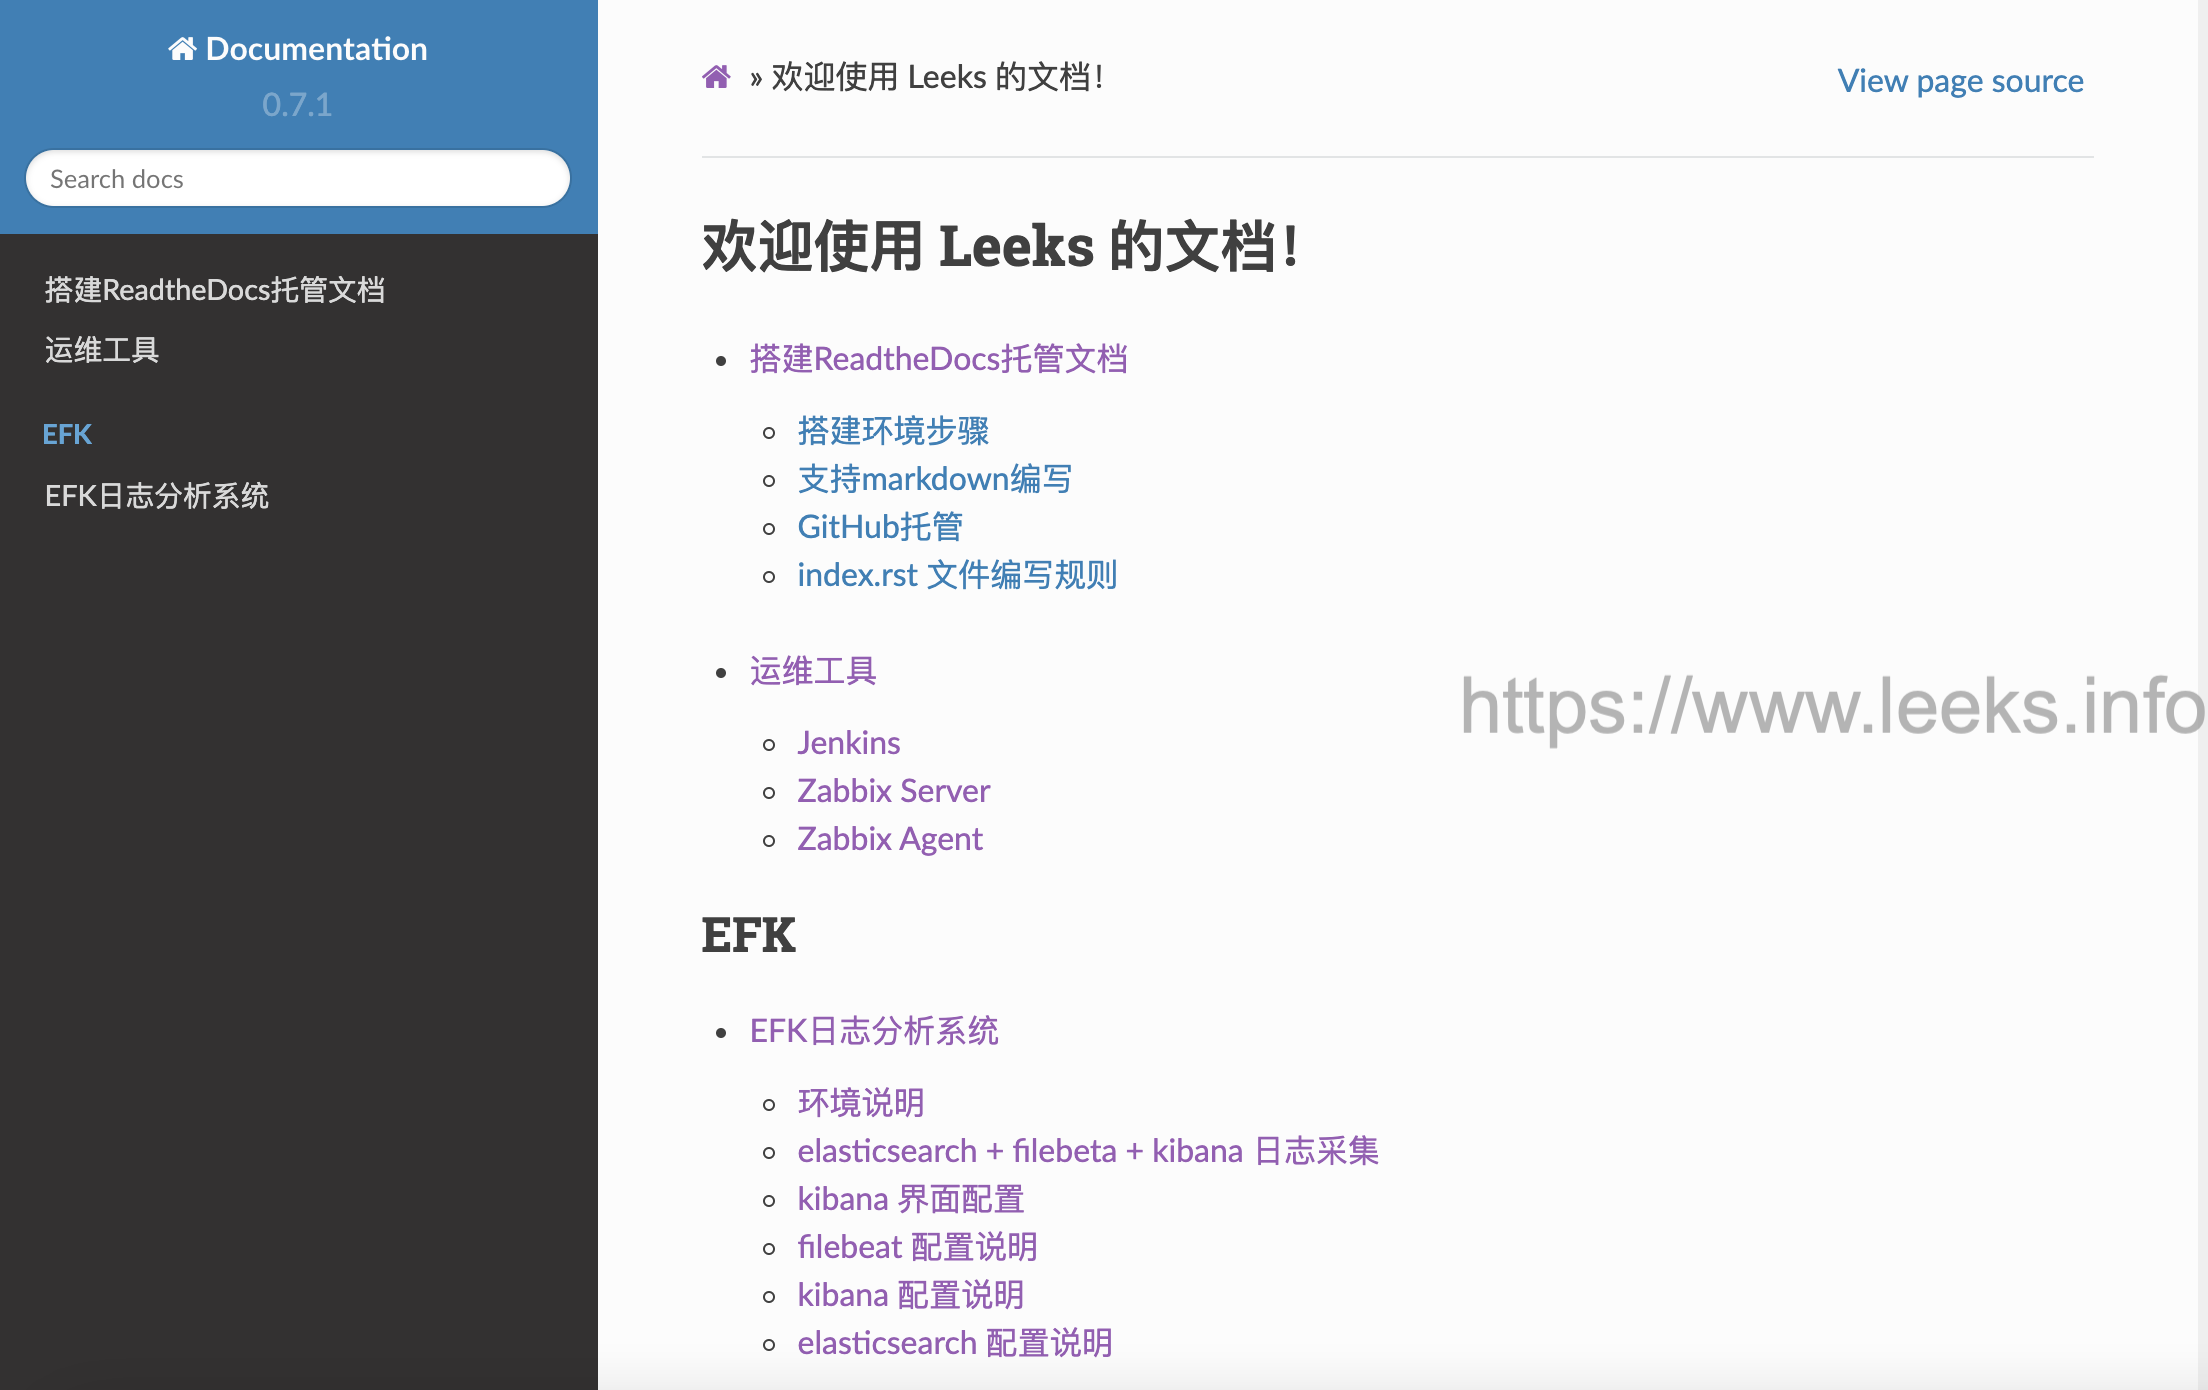 Documentation
0.7.1
Search docs
搭建ReadtheDocs托管文档
运维工具
EFK
EFK日志分析系统
» 欢迎使用 Leeks 的文档！
View page source
欢迎使用 Leeks 的文档！
搭建ReadtheDocs托管文档
搭建环境步骤
支持markdown编写
GitHub托管
index.rst 文件编写规则
运维工具
Jenkins
Zabbix Server
Zabbix Agent
https://www.leeks.info
EFK
EFK日志分析系统
环境说明
elasticsearch + filebeta + kibana 日志采集
kibana 界面配置
filebeat 配置说明
kibana 配置说明
elasticsearch 配置说明